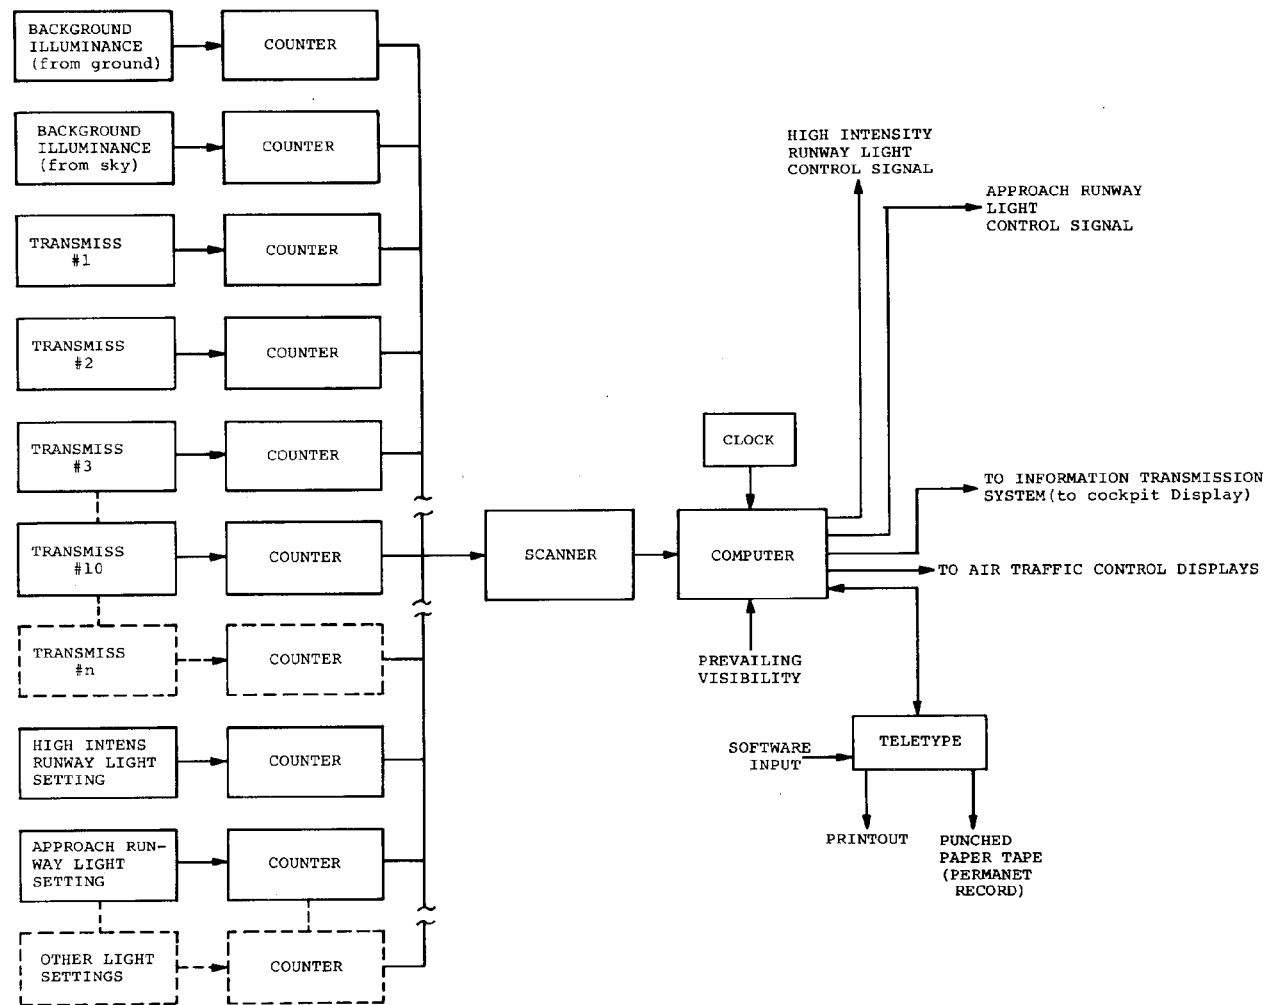 BACKGROUND
ILLUMINANCE
(from ground)
COUNTER
BACKGROUND
ILLUMINANCE
(from sky)
COUNTER
TRANSMISS
#1
COUNTER
TRANSMISS
#2
COUNTER
TRANSMISS
#3
COUNTER
TRANSMISS
#10
COUNTER
TRANSMISS
#n
COUNTER
HIGH INTENS
RUNWAY LIGHT
SETTING
COUNTER
APPROACH RUN-
WAY LIGHT
SETTING
COUNTER
OTHER LIGHT
SETTINGS
COUNTER
SCANNER
CLOCK
COMPUTER
PREVAILING
VISIBILITY
HIGH INTENSITY
RUNWAY LIGHT
CONTROL SIGNAL
APPROACH RUNWAY
LIGHT
CONTROL SIGNAL
TO INFORMATION TRANSMISSION
SYSTEM(to cockpit Display)
TO AIR TRAFFIC CONTROL DISPLAYS
SOFTWARE
INPUT
TELETYPE
PRINTOUT
PUNCHED
PAPER TAPE
(PERMANET
RECORD)